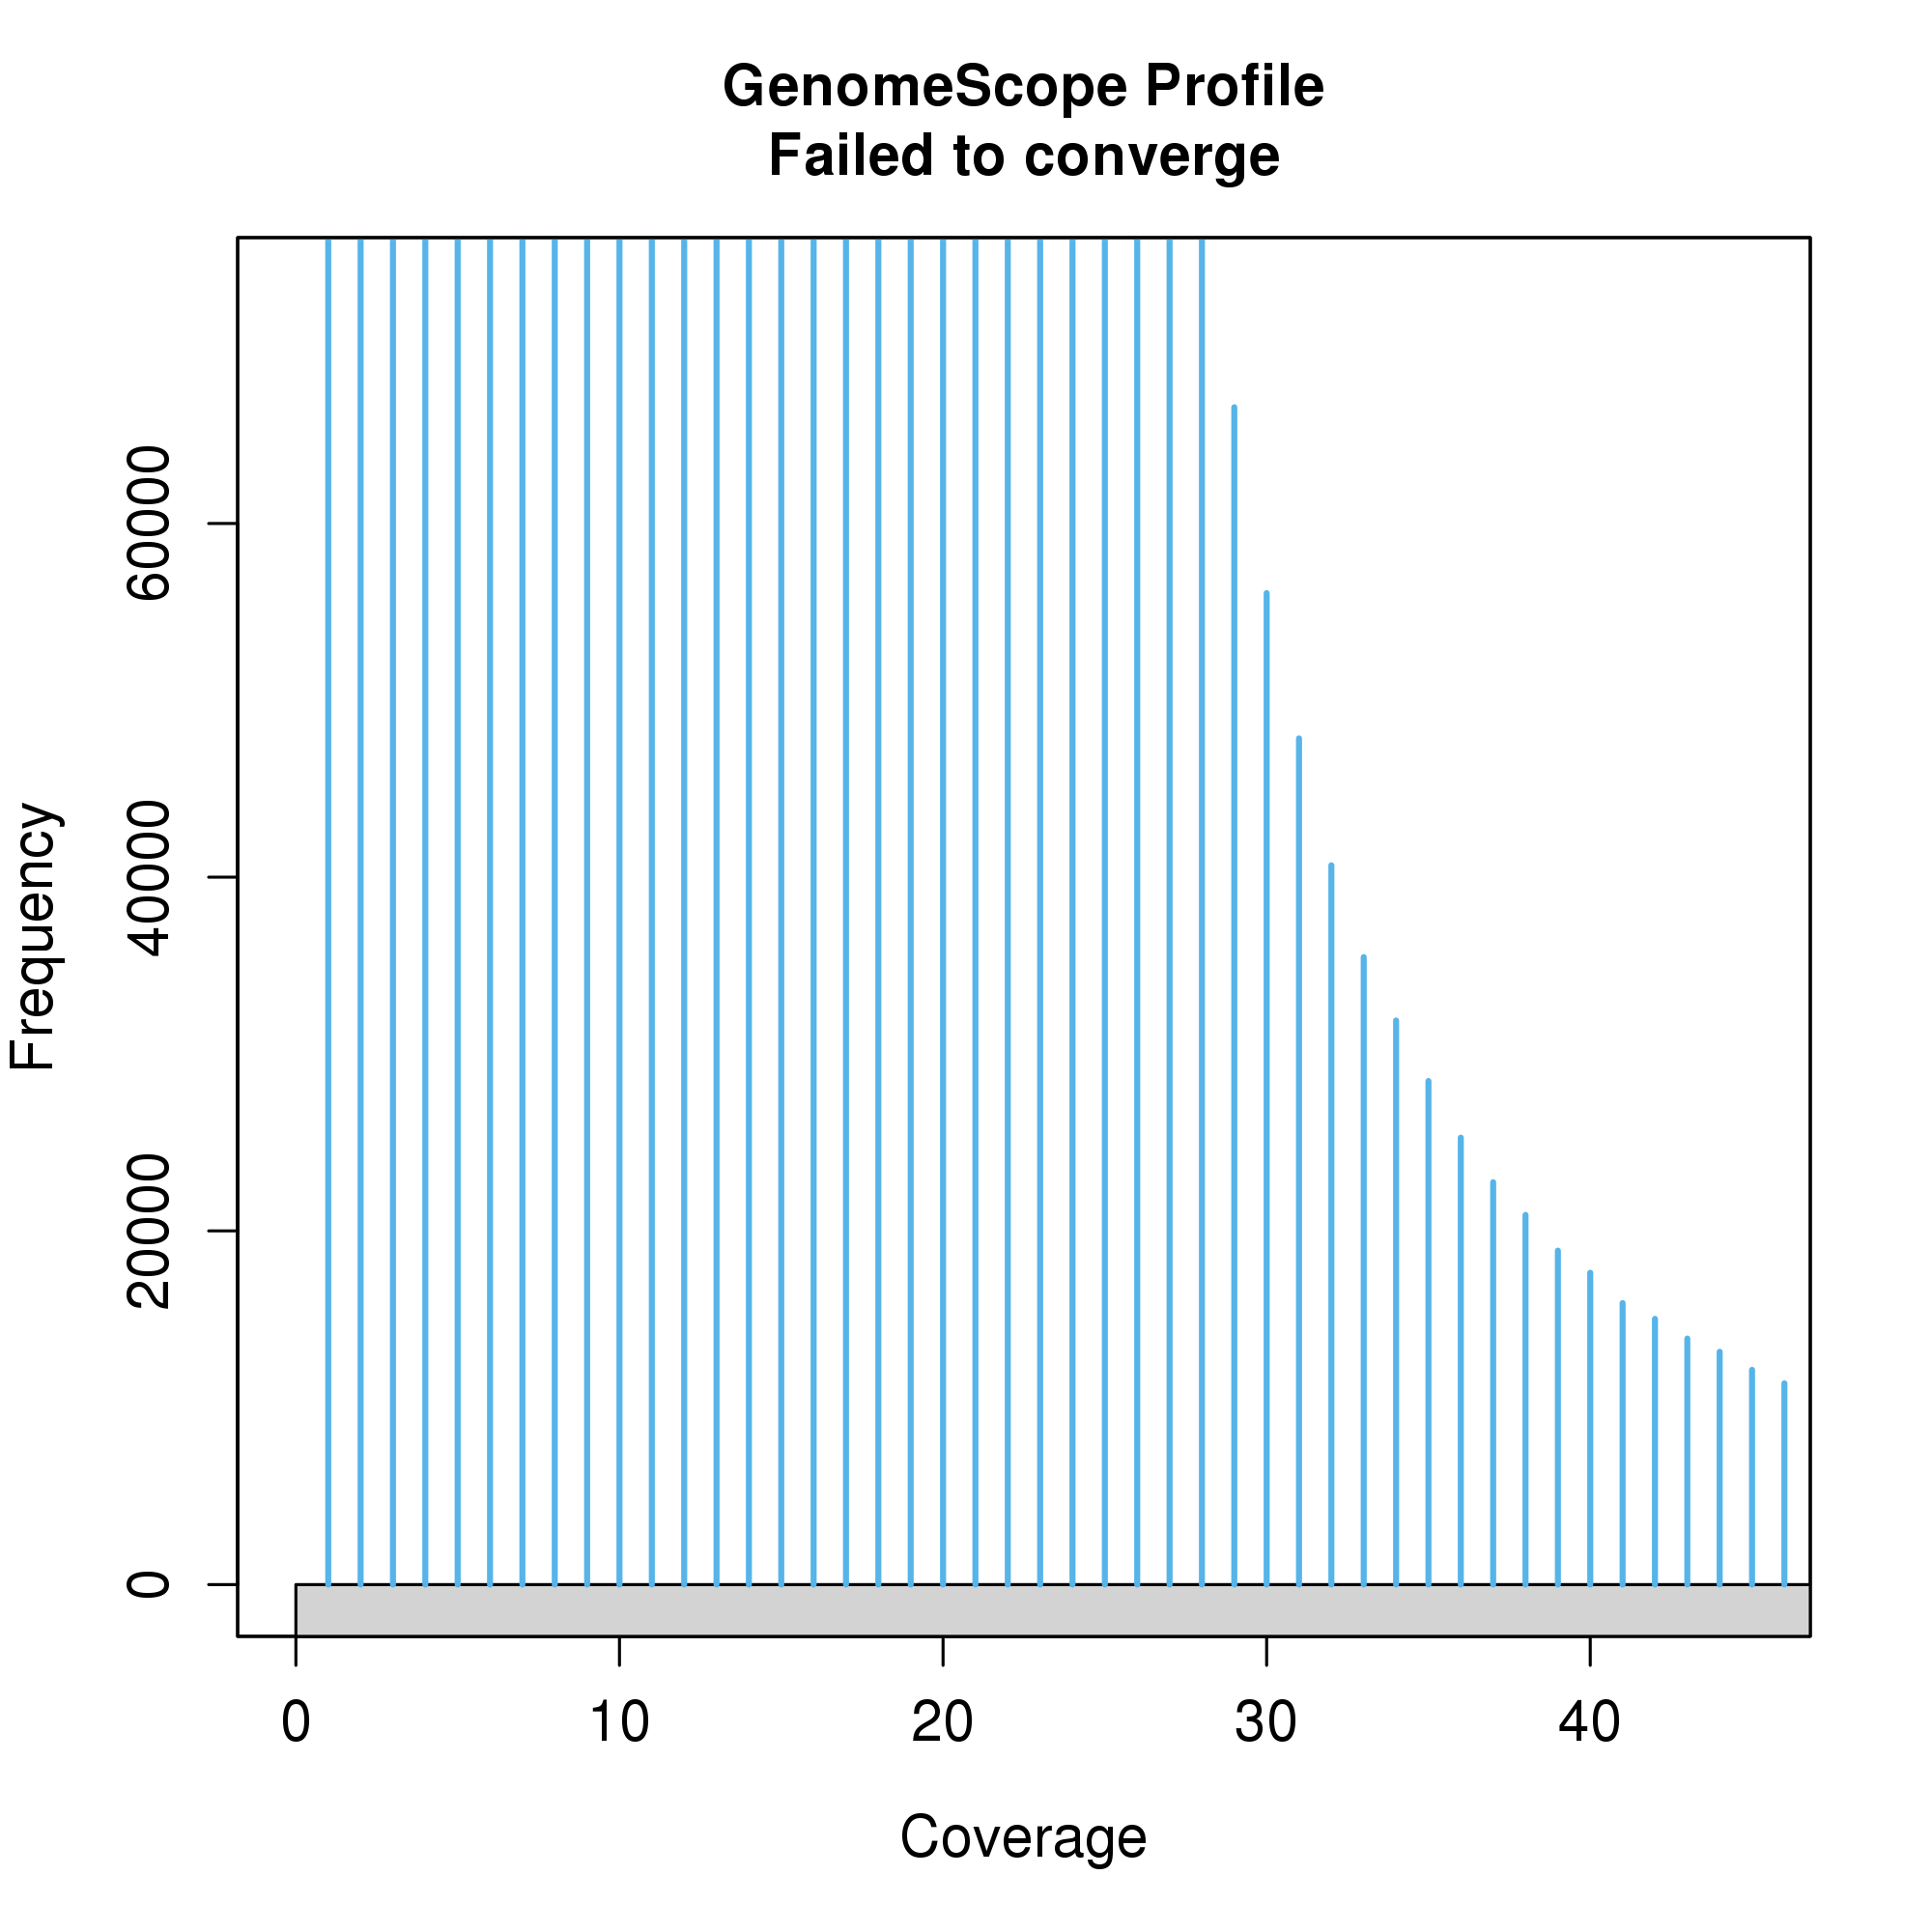 GenomeScope Profile
Failed to converge
Frequency
60000
40000
20000
0
0 10 20 30 40
Coverage